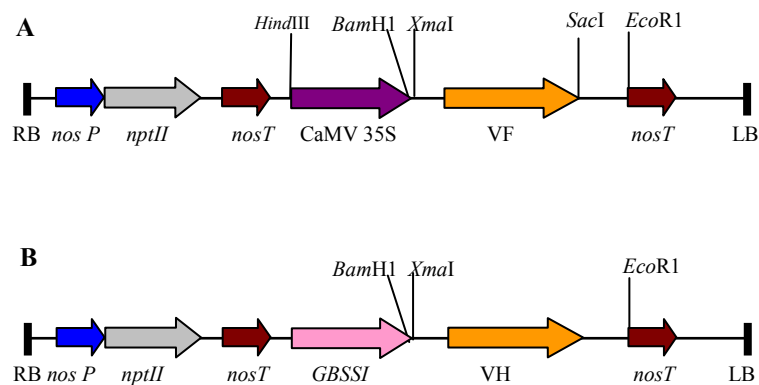 A
HindIII BamH1 XmaI SacI EcoR1
RB nos P nptII nosT CaMV 35S VF nosT LB
B
BamH1 XmaI EcoR1
RB nos P nptII nosT GBSSI VH nosT LB